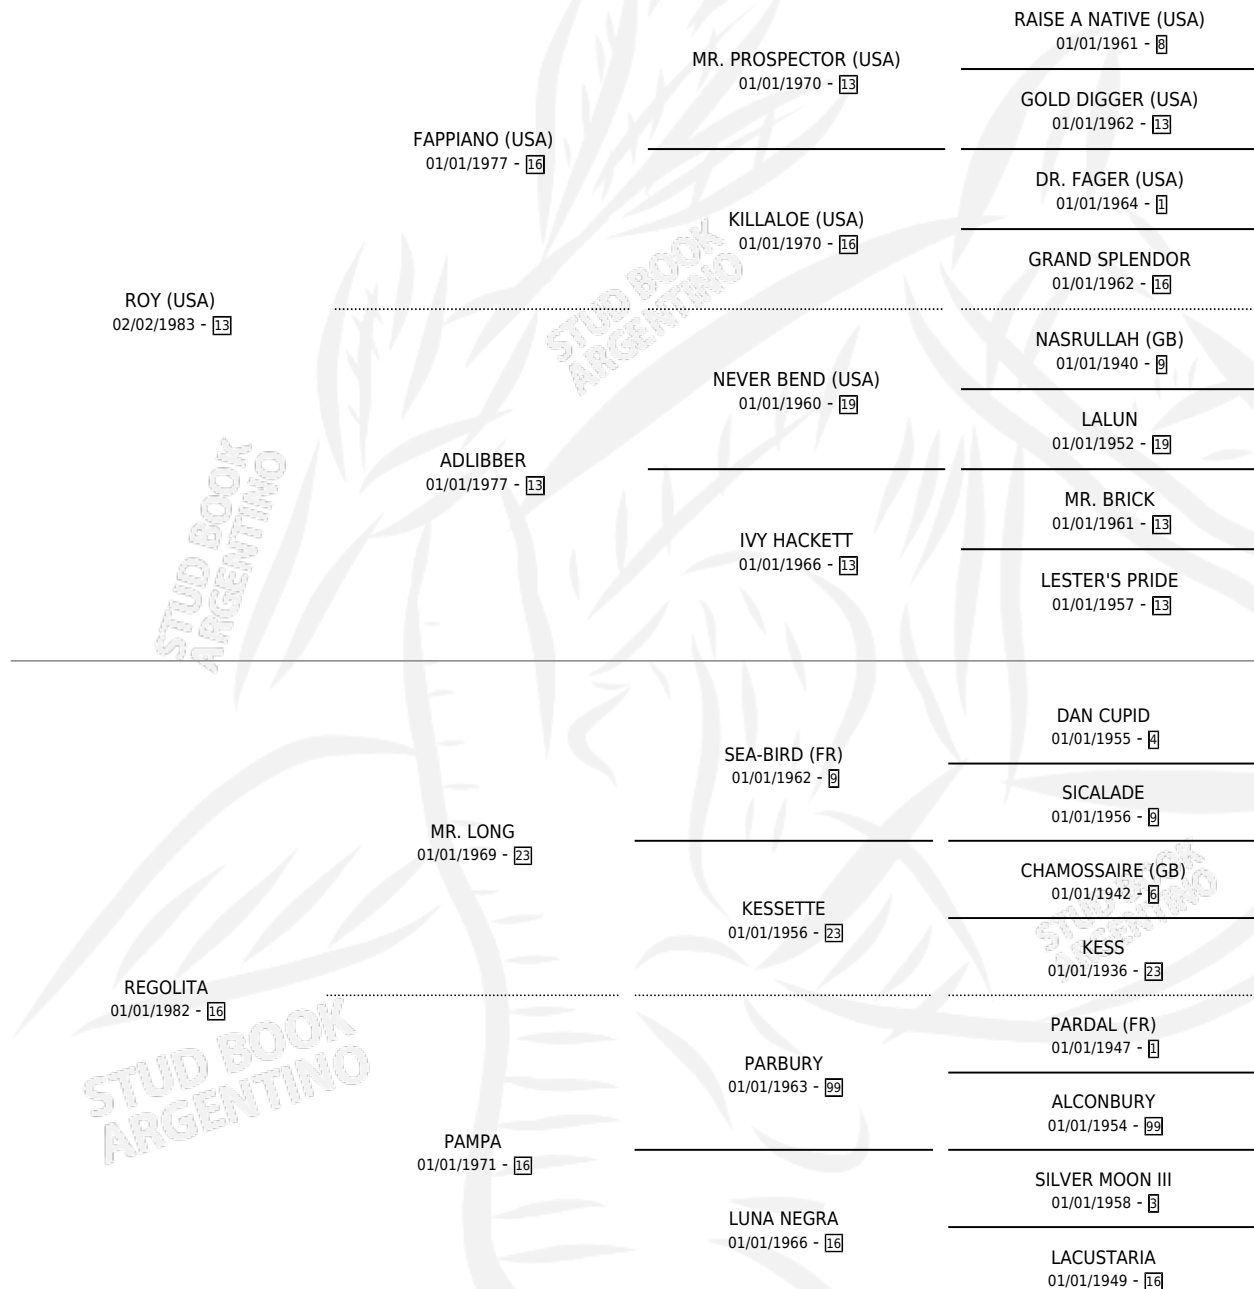 RAISE A NATIVE (USA)
01/01/1961 - 8
MR. PROSPECTOR (USA)
01/01/1970 - 13
GOLD DIGGER (USA)
01/01/1962 - 13
FAPPIANO (USA)
01/01/1977 - 16
DR. FAGER (USA)
01/01/1964 - 1
KILLALOE (USA)
01/01/1970 - 16
GRAND SPLENDOR
01/01/1962 - 16
ROY (USA)
02/02/1983 - 13
STUD BOOK
ARGENTINO
NASRULLAH (GB)
01/01/1940 - 9
NEVER BEND (USA)
01/01/1960 - 19
LALUN
01/01/1952 - 19
ADLIBBER
01/01/1977 - 13
MR. BRICK
01/01/1961 - 13
IVY HACKETT
01/01/1966 - 13
LESTER'S PRIDE
01/01/1957 - 13
STUD BOOK
ARGENTINO
DAN CUPID
01/01/1955 - 4
SEA-BIRD (FR)
01/01/1962 - 9
SICALADE
01/01/1956 - 9
MR. LONG
01/01/1969 - 23
CHAMOSSAIRE (GB)
01/01/1942 - 6
KESSETTE
01/01/1956 - 23
STUD BOOK
ARGENTINO
KESS
01/01/1936 - 23
REGOLITA
01/01/1982 - 16
STUD BOOK
ARGENTINO
PARDAL (FR)
01/01/1947 - 1
PARBURY
01/01/1963 - 99
ALCONBURY
01/01/1954 - 99
PAMPA
01/01/1971 - 16
SILVER MOON III
01/01/1958 - 3
LUNA NEGRA
01/01/1966 - 16
LACUSTARIA
01/01/1949 - 16